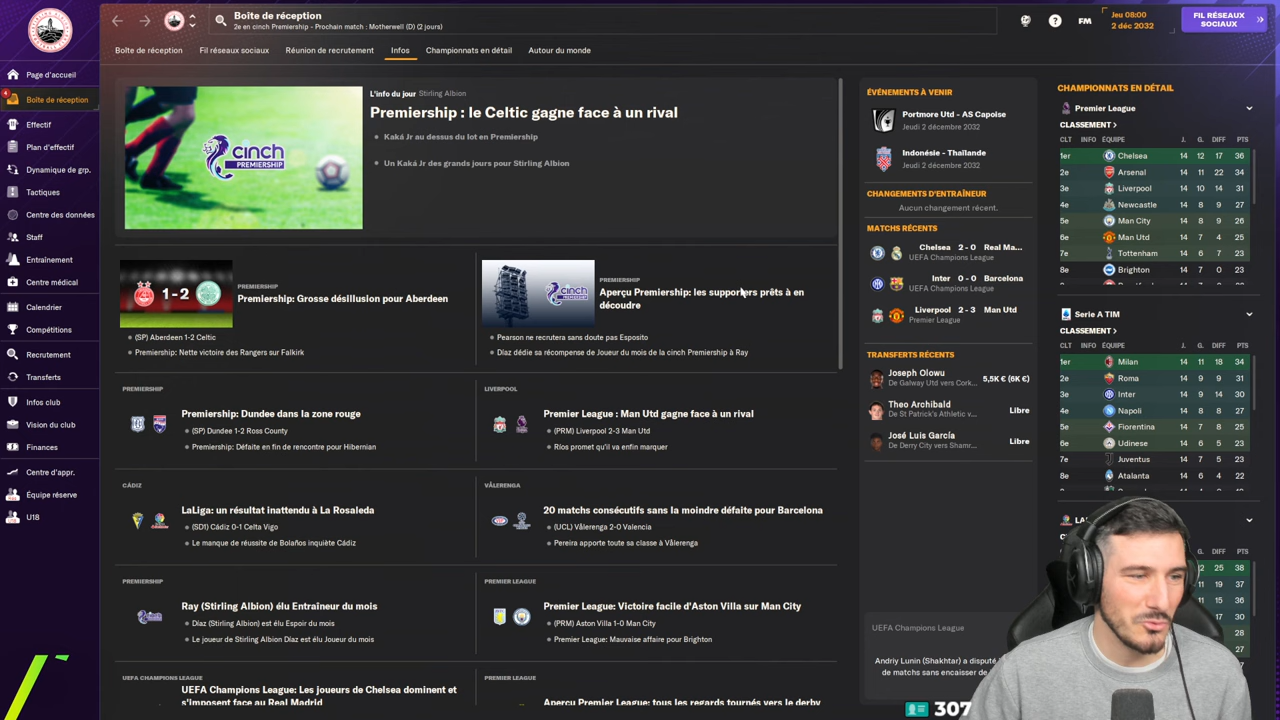 Boîte de réception
2e en cinch Premiership - Prochain match : Motherwell (D) (2 jours)
FM
Jeu 08:00
2 déc 2032
FIL RÉSEAUX
SOCIAUX
Boîte de réception
Fil réseaux sociaux
Réunion de recrutement
Infos
Championnats en détail
Autour du monde
Page d'accueil
Boîte de réception
Effectif
Plan d'effectif
Dynamique de grp.
Tactiques
Centre des données
Staff
Entraînement
Centre médical
Calendrier
Compétitions
Recrutement
Transferts
Infos club
Vision du club
Finances
Centre d'appr.
Équipe réserve
U18
cinch
PREMIERSHIP
L'info du jour Stirling Albion
Premiership : le Celtic gagne face à un rival
Kaká Jr au dessus du lot en Premiership
Un Kaká Jr des grands jours pour Stirling Albion
1-2
PREMIERSHIP
Premiership: Grosse désillusion pour Aberdeen
(SP) Aberdeen 1-2 Celtic
Premiership: Nette victoire des Rangers sur Falkirk
cinch
PREMIERSHIP
Aperçu Premiership: les supporters prêts à en
découdre
Pearson ne recrutera sans doute pas Esposito
Díaz dédie sa récompense de Joueur du mois de la cinch Premiership à Ray
PREMIERSHIP
Premiership: Dundee dans la zone rouge
(SP) Dundee 1-2 Ross County
Premiership: Défaite en fin de rencontre pour Hibernian
LIVERPOOL
Premier League : Man Utd gagne face à un rival
(PRM) Liverpool 2-3 Man Utd
Ríos promet qu'il va enfin marquer
CÁDIZ
LaLiga: un résultat inattendu à La Rosaleda
(SD1) Cádiz 0-1 Celta Vigo
Le manque de réussite de Bolaños inquiète Cádiz
VÅLERENGA
20 matchs consécutifs sans la moindre défaite pour Barcelona
(UCL) Vålerenga 2-0 Valencia
Pereira apporte toute sa classe à Vålerenga
PREMIERSHIP
Ray (Stirling Albion) élu Entraîneur du mois
Díaz (Stirling Albion) est élu Espoir du mois
Le joueur de Stirling Albion Díaz est élu Joueur du mois
PREMIER LEAGUE
Premier League: Victoire facile d'Aston Villa sur Man City
(PRM) Aston Villa 1-0 Man City
Premier League: Mauvaise affaire pour Brighton
UEFA CHAMPIONS LEAGUE
UEFA Champions League: Les joueurs de Chelsea dominent et
s'imposent face au Real Madrid
PREMIER LEAGUE
Aperçu Premier League: tous les regards tournés vers le derby
ÉVÉNEMENTS À VENIR
Portmore Utd - AS Capoise
Jeudi 2 décembre 2032
Indonésie - Thaïlande
Jeudi 2 décembre 2032
CHANGEMENTS D'ENTRAÎNEUR
Aucun changement récent.
MATCHS RÉCENTS
Chelsea 2 - 0 Real Ma...
UEFA Champions League
Inter 0 - 0 Barcelona
UEFA Champions League
Liverpool 2 - 3 Man Utd
Premier League
TRANSFERTS RÉCENTS
Joseph Olowu
De Galway Utd vers Cork...
5,5K € (6K €)
Theo Archibald
De St Patrick's Athletic v...
Libre
José Luis García
De Derry City vers Shamr...
Libre
UEFA Champions League
Andriy Lunin (Shakhtar) a disputé
de matchs sans encaisser de
307
CHAMPIONNATS EN DÉTAIL
Premier League
CLASSEMENT
CLT INFO ÉQUIPE J. G. DIFF PTS
1er Chelsea 14 12 17 36
2e Arsenal 14 11 22 34
3e Liverpool 14 10 14 31
4e Newcastle 14 8 9 27
5e Man City 14 8 9 26
6e Man Utd 14 7 4 25
7e Tottenham 14 6 7 23
8e Brighton 14 7 0 23
Serie A TIM
CLASSEMENT
CLT INFO ÉQUIPE J. G. DIFF PTS
1er Milan 14 11 18 34
2e Roma 14 9 9 31
3e Inter 14 9 14 30
4e Napoli 14 8 9 27
5e Fiorentina 14 7 8 25
6e Udinese 14 6 5 23
7e Juventus 14 7 5 23
8e Atalanta 14 6 4 22
G. DIFF PTS
12 25 38
11 19 37
11 15 36
17 30
28
27